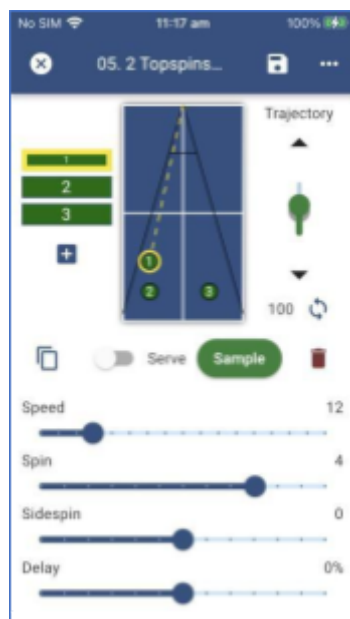 No SIM 11:17 am 100%
05. 2 Topspins...
Trajectory
1
2
3
1
2 3
100
Serve Sample
Speed 12
Spin 4
Sidespin 0
Delay 0%